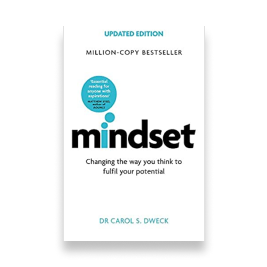 UPDATED EDITION
MILLION-COPY BESTSELLER
'Essential
reading for
anyone with
aspirations'
mindset
Changing the way you think to
fulfil your potential
DR CAROL S. DWECK